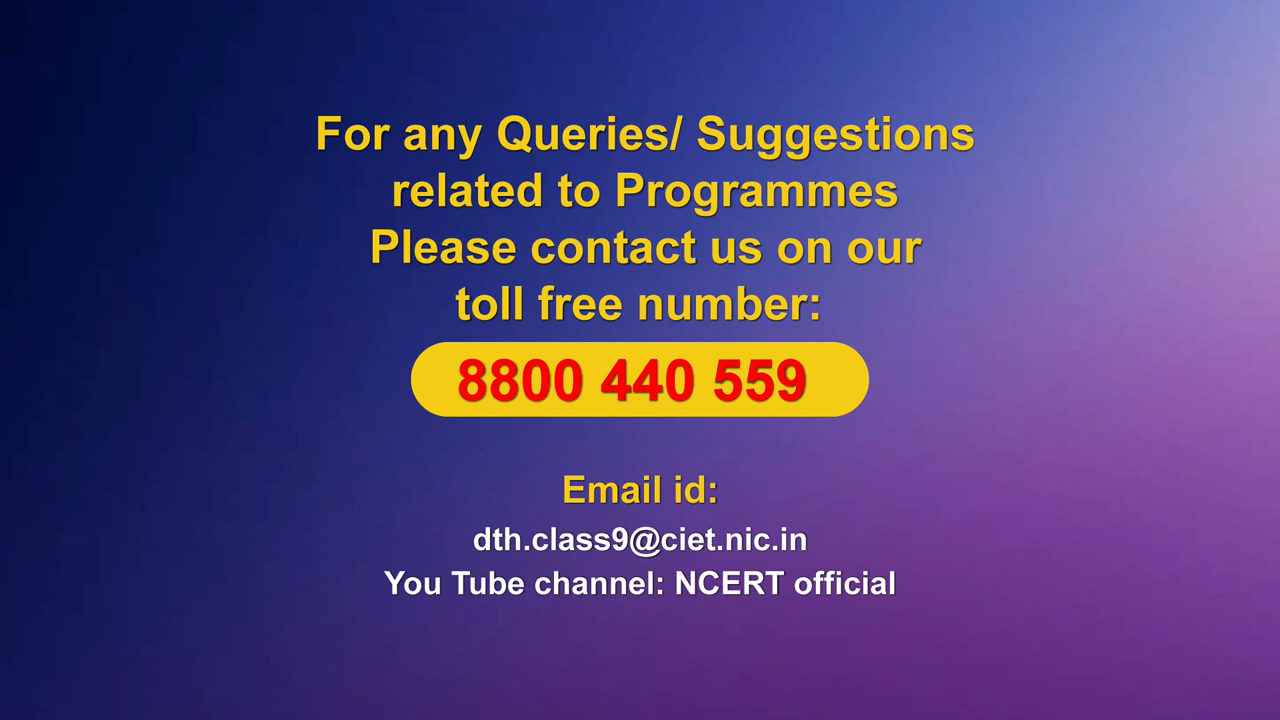 For any Queries/ Suggestions
related to Programmes
Please contact us on our
toll free number:
8800 440 559
Email id:
dth.class9@ciet.nic.in
You Tube channel: NCERT official